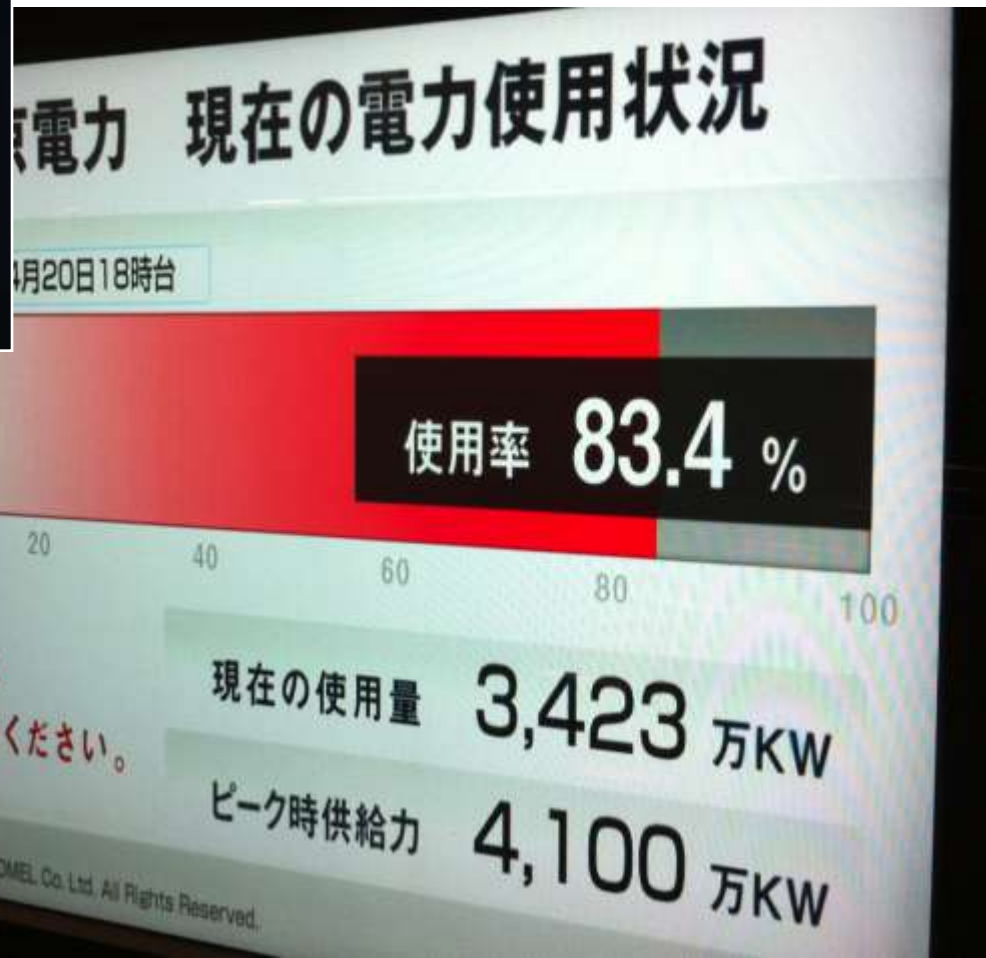 京電力 現在の電力使用状況
4月20日18時台
使用率 83.4 %
20 40 60 80 100
現在の使用量 3,423 万KW
ください。
ピーク時供給力 4,100 万KW
OMEL Co. Ltd. All Rights Reserved.